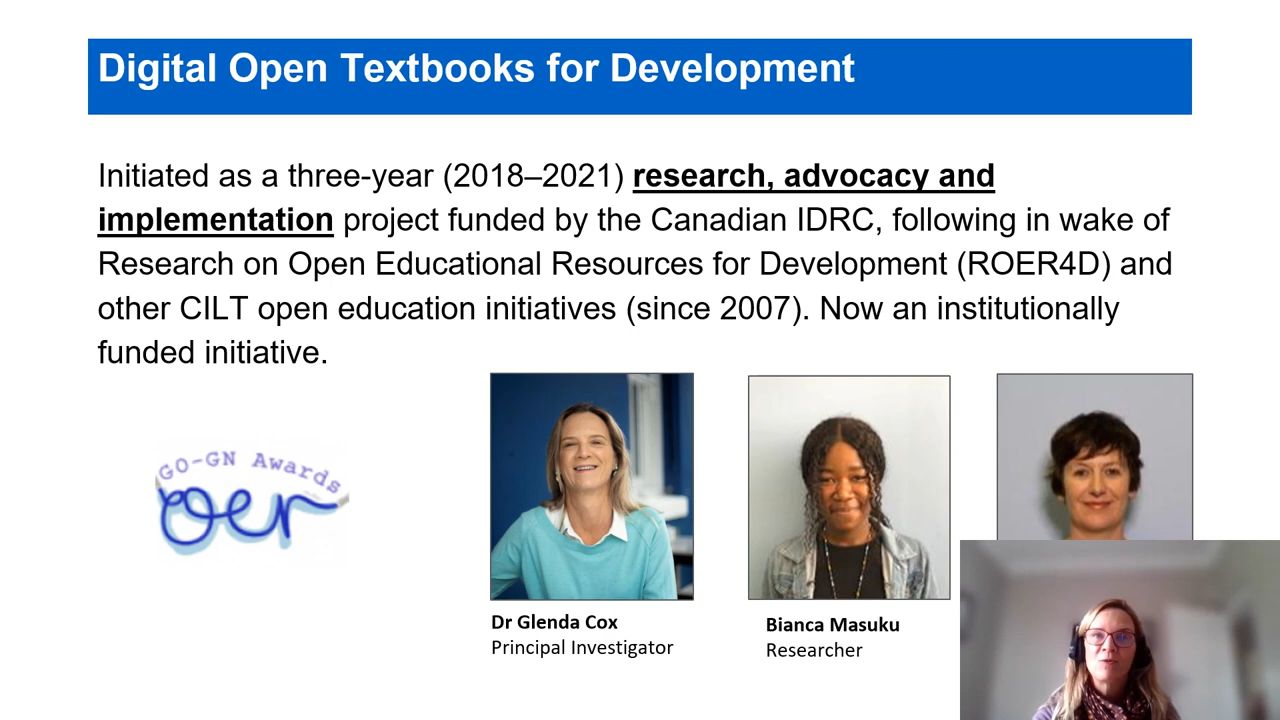 Digital Open Textbooks for Development
Initiated as a three-year (2018–2021) research, advocacy and
implementation project funded by the Canadian IDRC, following in wake of
Research on Open Educational Resources for Development (ROER4D) and
other CILT open education initiatives (since 2007). Now an institutionally
funded initiative.
GO-GN Awards
oer
Dr Glenda Cox
Principal Investigator
Bianca Masuku
Researcher